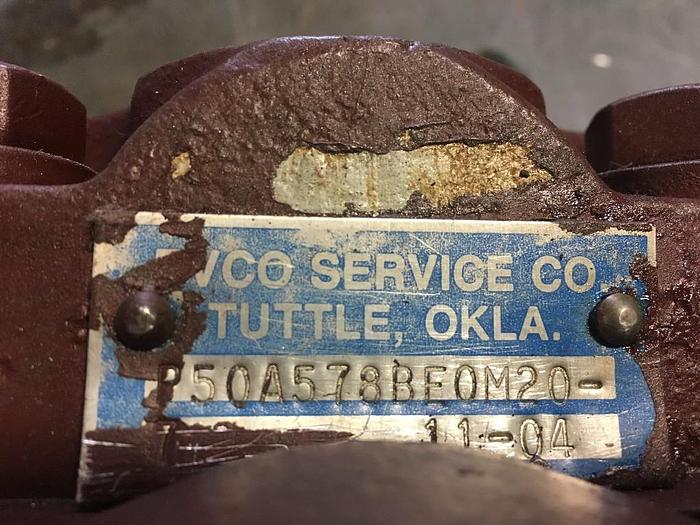 VCO SERVICE CO.
TUTTLE, OKLA.
P50A578BEOM20-
11-04